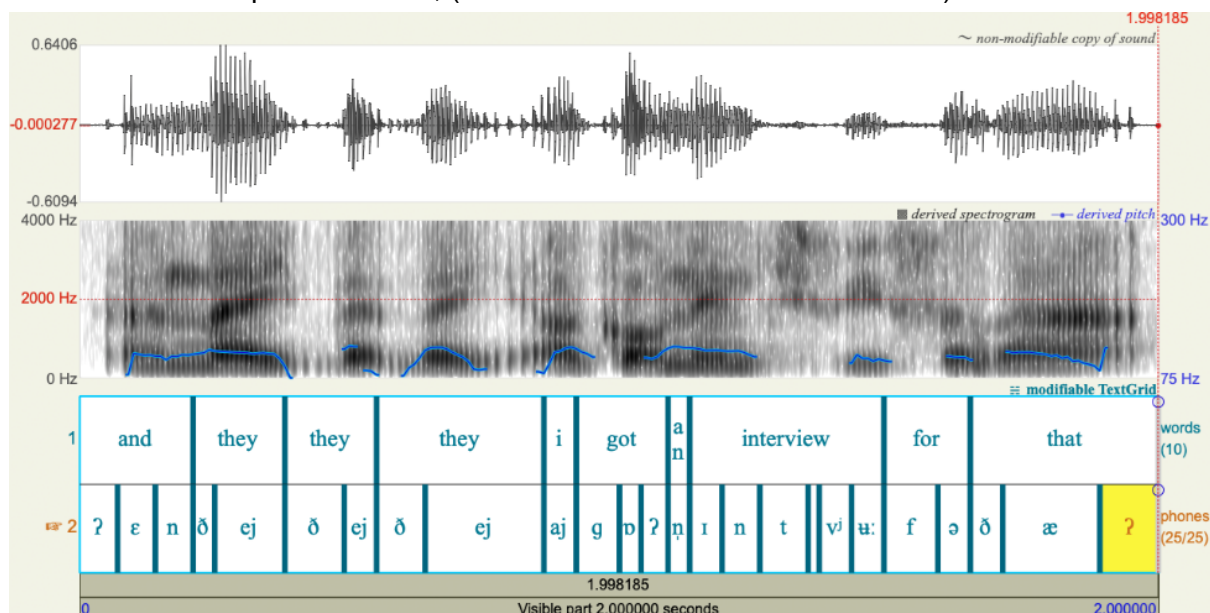 1.998185
0.6406
~ non-modifiable copy of sound
-0.000277
-0.6094
4000 Hz
derived spectrogram derived pitch 300 Hz
2000 Hz
0 Hz 75 Hz
modifiable TextGrid
1 and they they they i got an interview for that words (10)
2 ʔ ɛ n ð ej ð ej ð ej aj ɡ ɒ ʔ n̩ ɪ n t vʲ ʉː f ə ð æ ʔ phones (25/25)
1.998185
0 Visible part 2.000000 seconds 2.000000